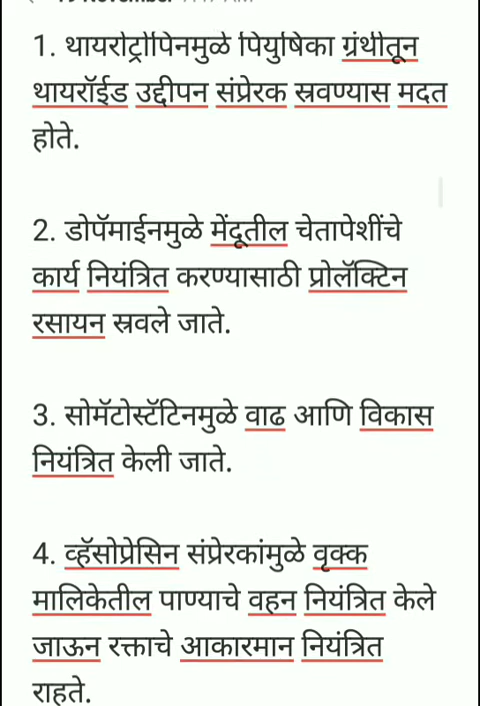 1. थायरोट्रोपिनमुळे पियुषिका ग्रंथीतून
थायरॉईड उद्दीपन संप्रेरक स्रवण्यास मदत
होते.
2. डोपॅमाईनमुळे मेंदूतील चेतापेशींचे
कार्य नियंत्रित करण्यासाठी प्रोलॅक्टिन
रसायन स्रवले जाते.
3. सोमॅटोस्टॅटिनमुळे वाढ आणि विकास
नियंत्रित केली जाते.
4. व्हॅसोप्रेसिन संप्रेरकांमुळे वृक्क
मालिकेतील पाण्याचे वहन नियंत्रित केले
जाऊन रक्ताचे आकारमान नियंत्रित
राहते.